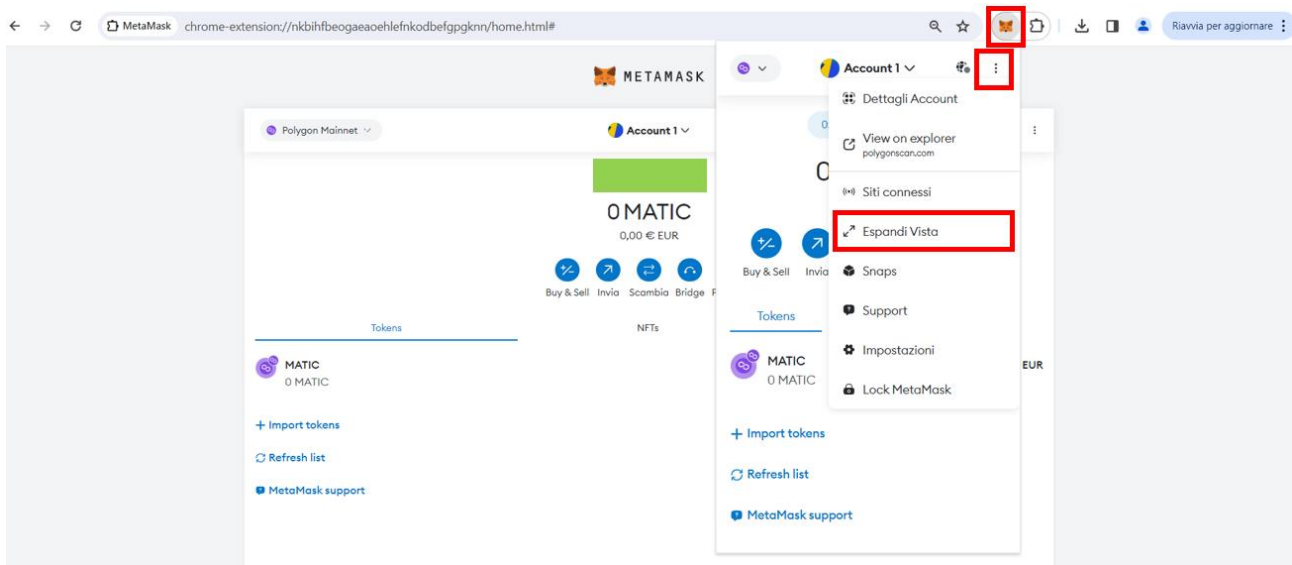 MetaMask chrome-extension://nkbihfbeogaeaoehlefnkodbefgpgknn/home.html# Riavvia per aggiornare
METAMASK
Polygon Mainnet Account 1
0 MATIC
0,00 € EUR
Buy & Sell Invia Scambia Bridge
Tokens NFTs
MATIC
0 MATIC
+ Import tokens
Refresh list
MetaMask support
Account 1
Dettagli Account
View on explorer
polygonscan.com
Siti connessi
Espandi Vista
Snaps
Support
Impostazioni
Lock MetaMask
Buy & Sell Invia
Tokens
MATIC
0 MATIC
EUR
+ Import tokens
Refresh list
MetaMask support